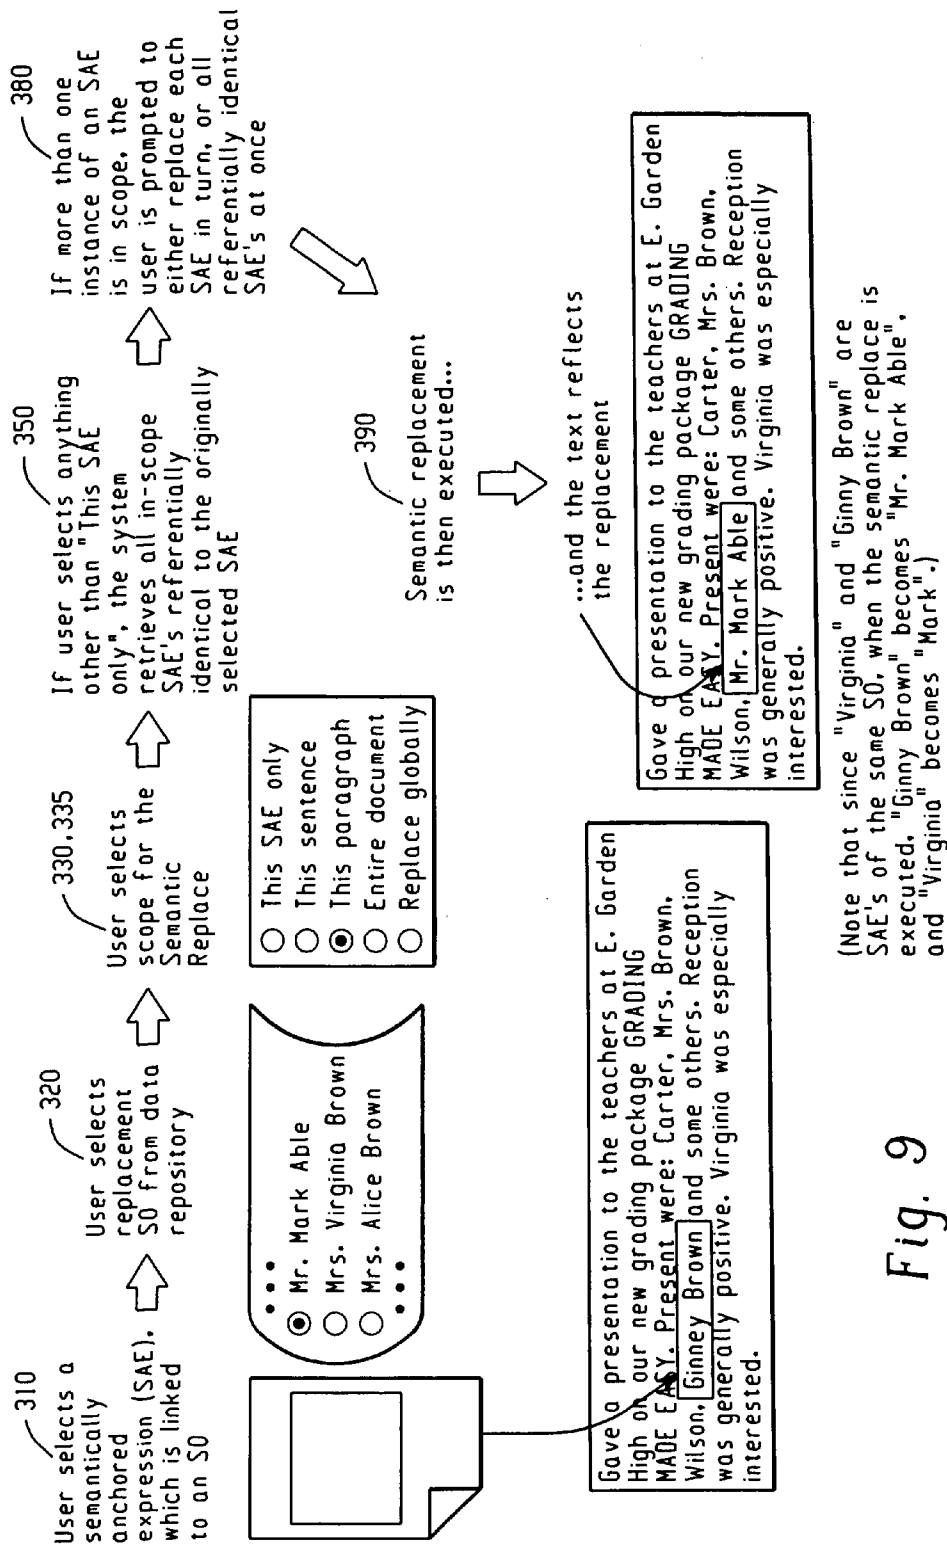 310
User selects a
semantically
anchored
expression (SAE),
which is linked
to an SO
320
User selects
replacement
SO from data
repository
330,335
User selects
scope for the
Semantic
Replace
350
If user selects anything
other than "This SAE
only", the system
retrieves all in-scope
SAE's referentially
identical to the originally
selected SAE
380
If more than one
instance of an SAE
is in scope, the
user is prompted to
either replace each
SAE in turn, or all
referentially identical
SAE's at once
• • •
Mr. Mark Able
Mrs. Virginia Brown
Mrs. Alice Brown
• • •
This SAE only
This sentence
This paragraph
Entire document
Replace globally
390
Semantic replacement
is then executed...
...and the text reflects
the replacement
Gave a presentation to the teachers at E. Garden
High on our new grading package GRADING
MADE EASY. Present were: Carter, Mrs. Brown,
Wilson, Ginney Brown and some others. Reception
was generally positive. Virginia was especially
interested.
Gave a presentation to the teachers at E. Garden
High on our new grading package GRADING
MADE EASY. Present were: Carter, Mrs. Brown,
Wilson, Mr. Mark Able and some others. Reception
was generally positive. Virginia was especially
interested.
(Note that since "Virginia" and "Ginny Brown" are
SAE's of the same SO, when the semantic replace is
executed, "Ginny Brown" becomes "Mr. Mark Able",
and "Virginia" becomes "Mark".)
Fig. 9